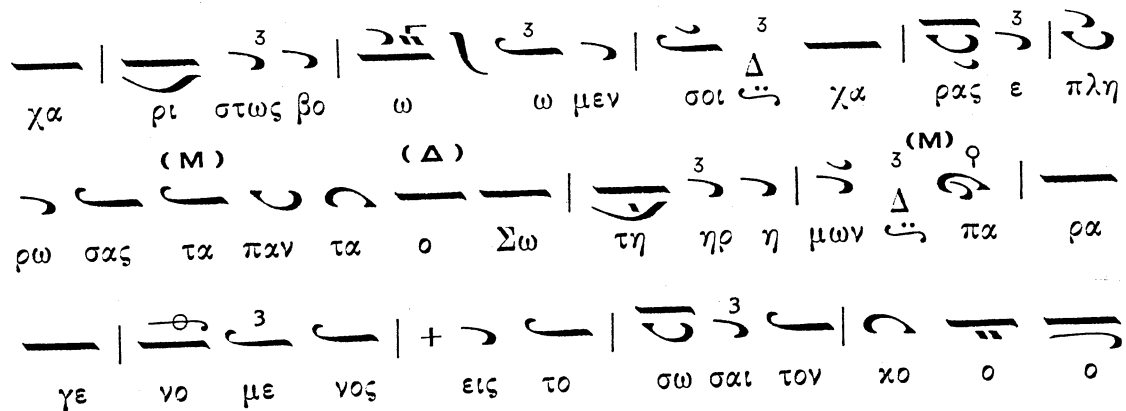 χα ρι στως βο ω ω μεν σοι χα ρας ε πλη
ρω σας τα παν τα ο Σω τη ηρ η μων πα ρα
γε νο με νος εις το σω σαι τον κο ο ο